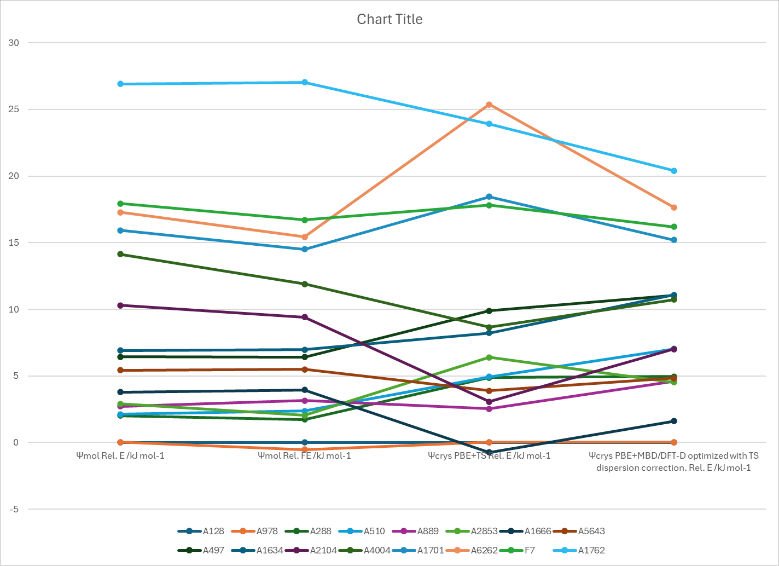 Chart Title
30
25
20
15
10
5
0
-5
Ψmol Rel. E /kJ mol-1
Ψmol Rel. FE /kJ mol-1
Ψcrys PBE+TS Rel. E /kJ mol-1
Ψcrys PBE+MBD/DFT-D optimized with TS
dispersion correction. Rel. E /kJ mol-1
A128 A978 A288 A510 A889 A2853 A1666 A5643
A497 A1634 A2104 A4004 A1701 A6262 F7 A1762